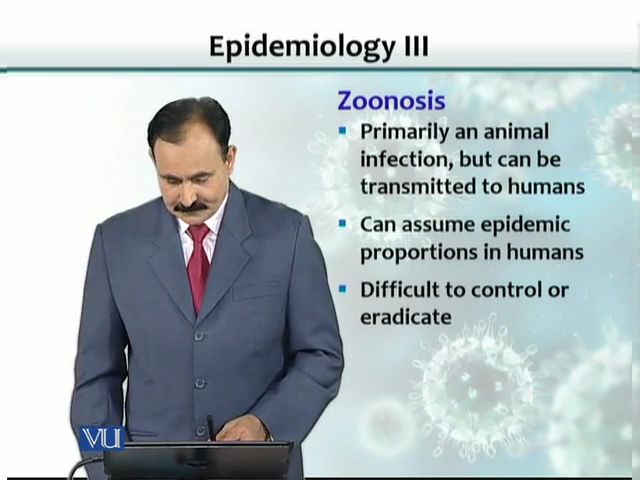 Epidemiology III
Zoonosis
Primarily an animal
infection, but can be
transmitted to humans
Can assume epidemic
proportions in humans
Difficult to control or
eradicate
VU